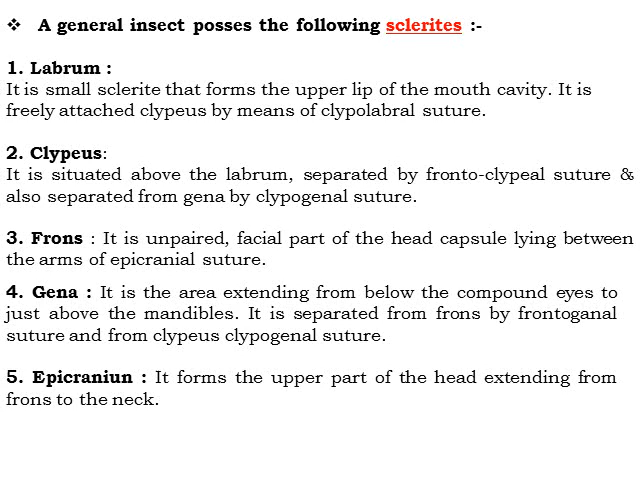 ❖ A general insect posses the following sclerites :-
1. Labrum :
It is small sclerite that forms the upper lip of the mouth cavity. It is
freely attached clypeus by means of clypolabral suture.
2. Clypeus:
It is situated above the labrum, separated by fronto-clypeal suture &
also separated from gena by clypogenal suture.
3. Frons : It is unpaired, facial part of the head capsule lying between
the arms of epicranial suture.
4. Gena : It is the area extending from below the compound eyes to
just above the mandibles. It is separated from frons by frontoganal
suture and from clypeus clypogenal suture.
5. Epicraniun : It forms the upper part of the head extending from
frons to the neck.